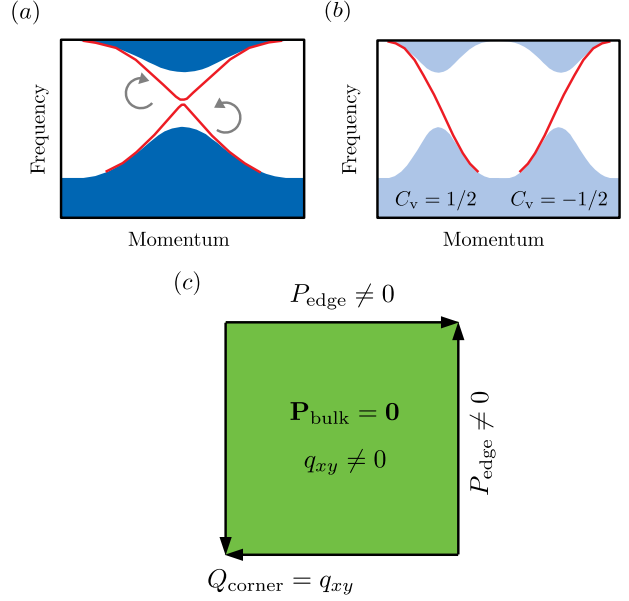 (a)
Frequency
Momentum
(b)
Frequency
C_v = 1/2
C_v = −1/2
Momentum
(c)
P_edge ≠ 0
P_bulk = 0
q_xy ≠ 0
P_edge ≠ 0
Q_corner = q_xy